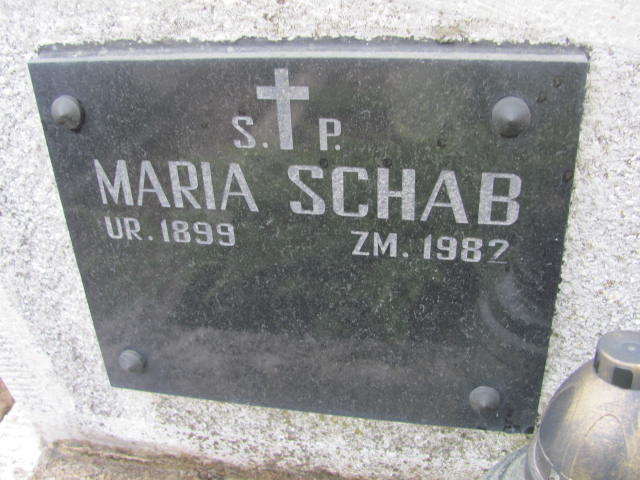 S. P.
MARIA SCHAB
UR. 1899 ZM. 1982